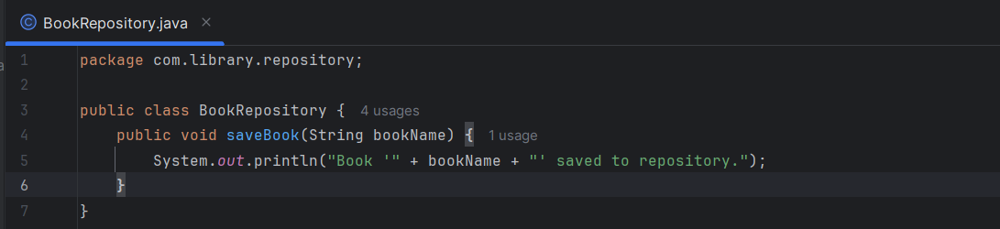 BookRepository.java
1 package com.library.repository;
2
3 public class BookRepository { 4 usages
4 public void saveBook(String bookName) { 1 usage
5 System.out.println("Book '" + bookName + "' saved to repository.");
6 }
7 }